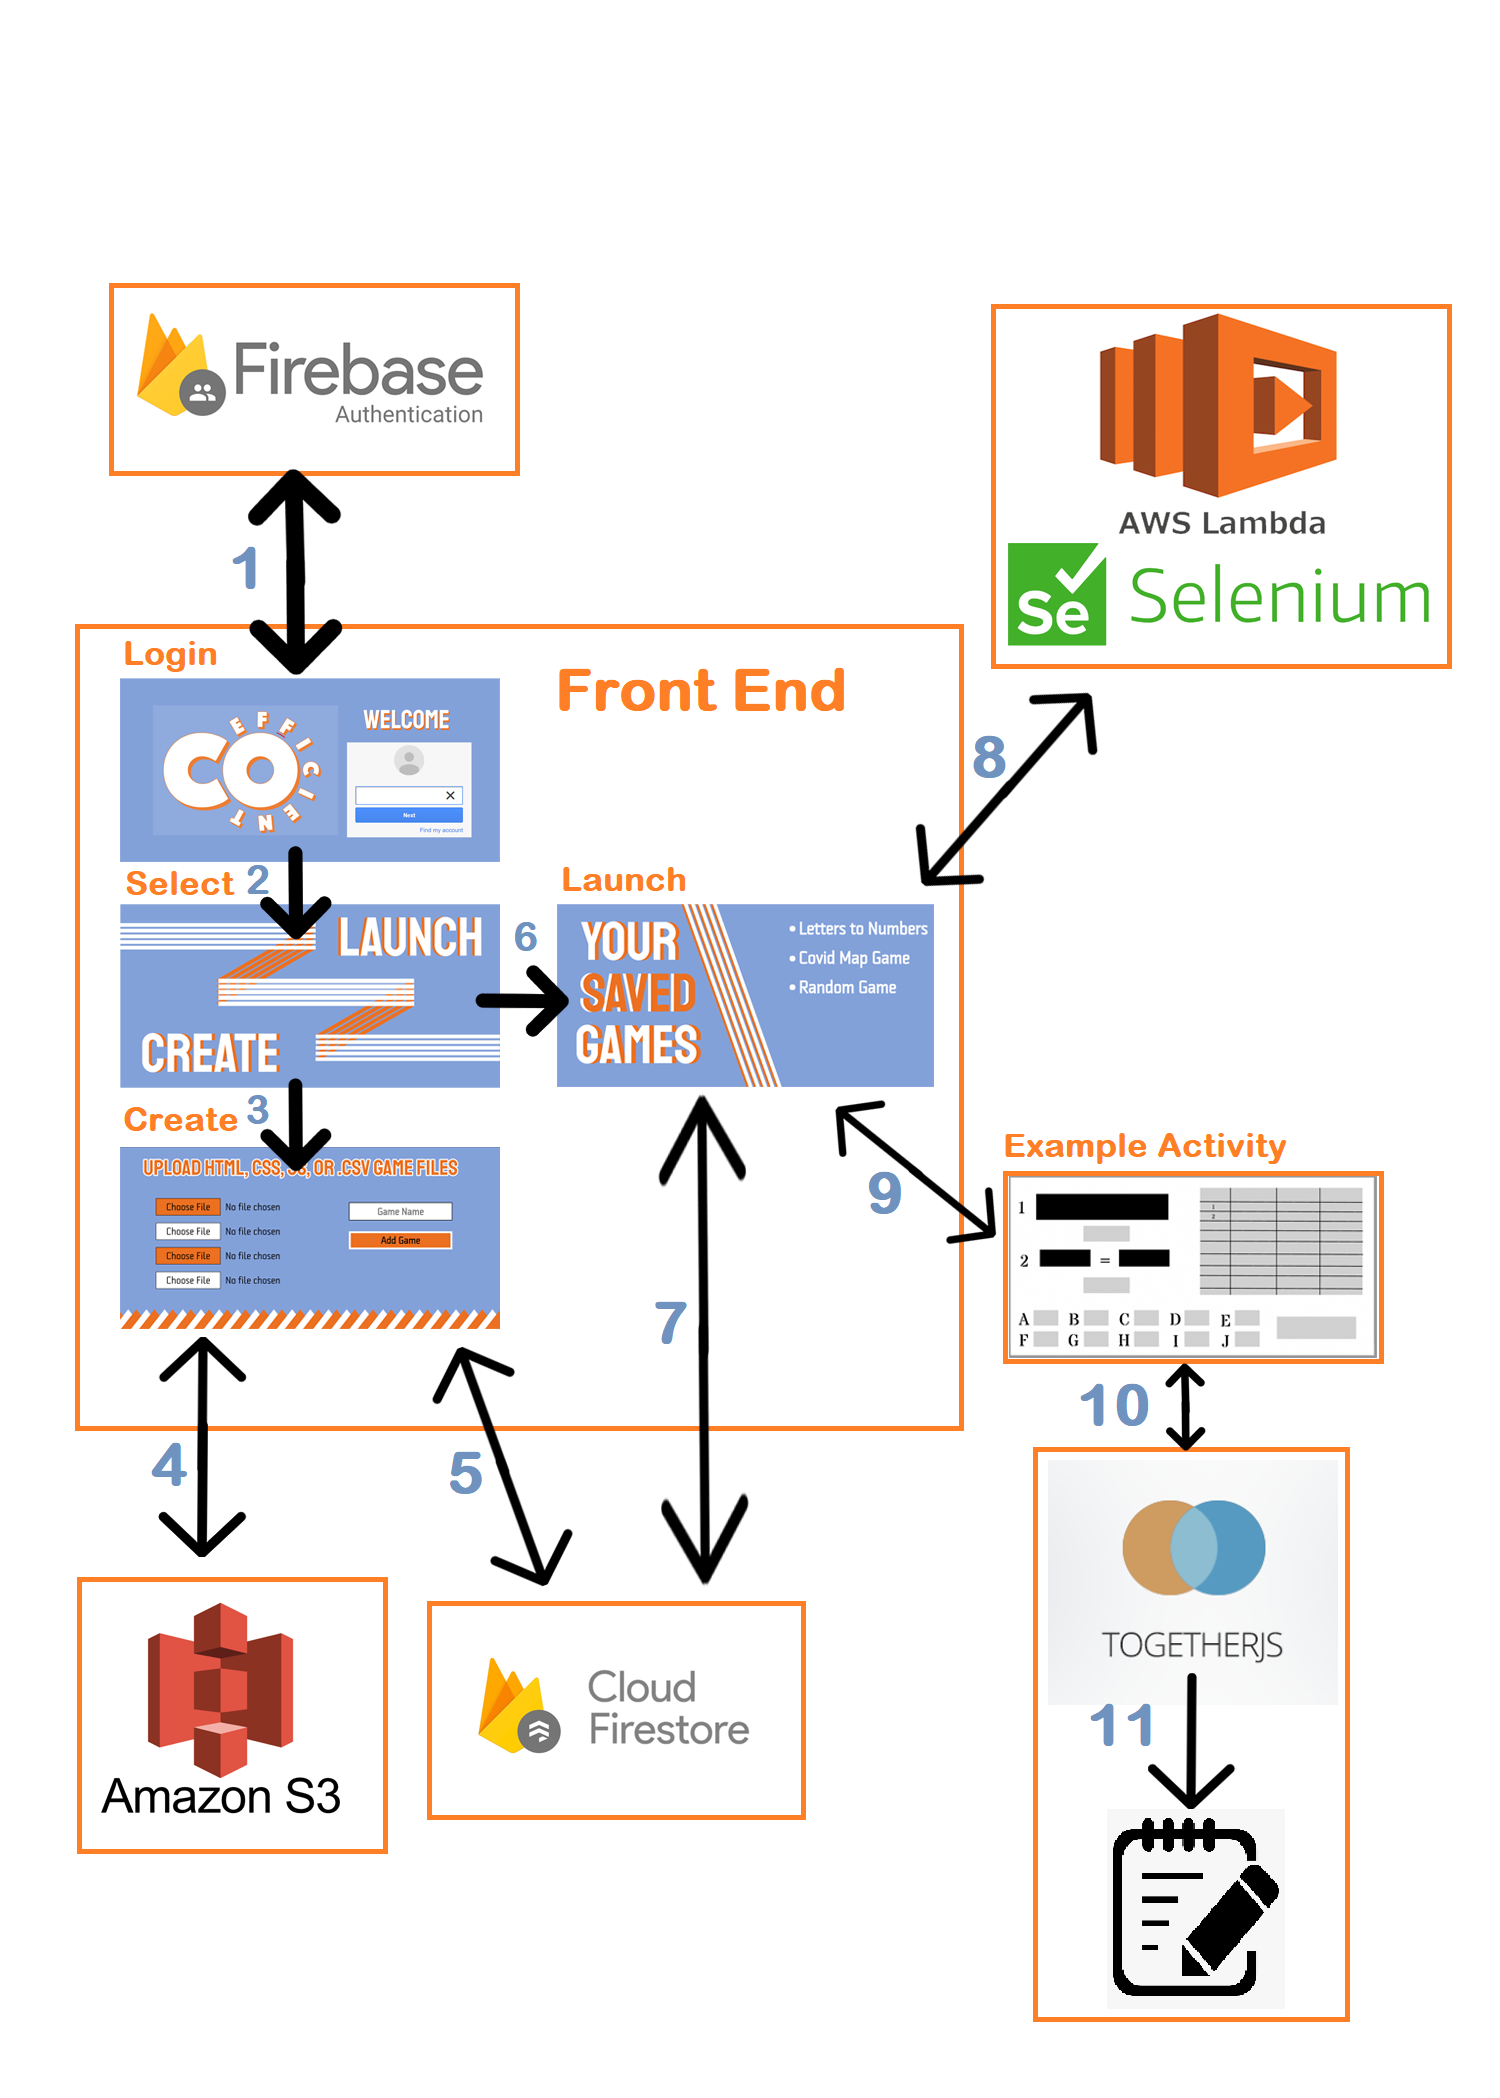 Firebase
Authentication
AWS Lambda
Se Selenium
1
Login
Front End
COEFFICIENT
WELCOME
Next
Find my account
8
Select 2
Launch
LAUNCH
CREATE
6
YOUR
SAVED
GAMES
• Letters to Numbers
• Covid Map Game
• Random Game
Create 3
UPLOAD HTML, CSS, JS, OR .CSV GAME FILES
Choose File No file chosen
Choose File No file chosen
Choose File No file chosen
Choose File No file chosen
Game Name
Add Game
9
Example Activity
1
2 =
1
2
A B C D E
F G H I J
7
10
4
5
TOGETHERJS
11
Amazon S3
Cloud
Firestore